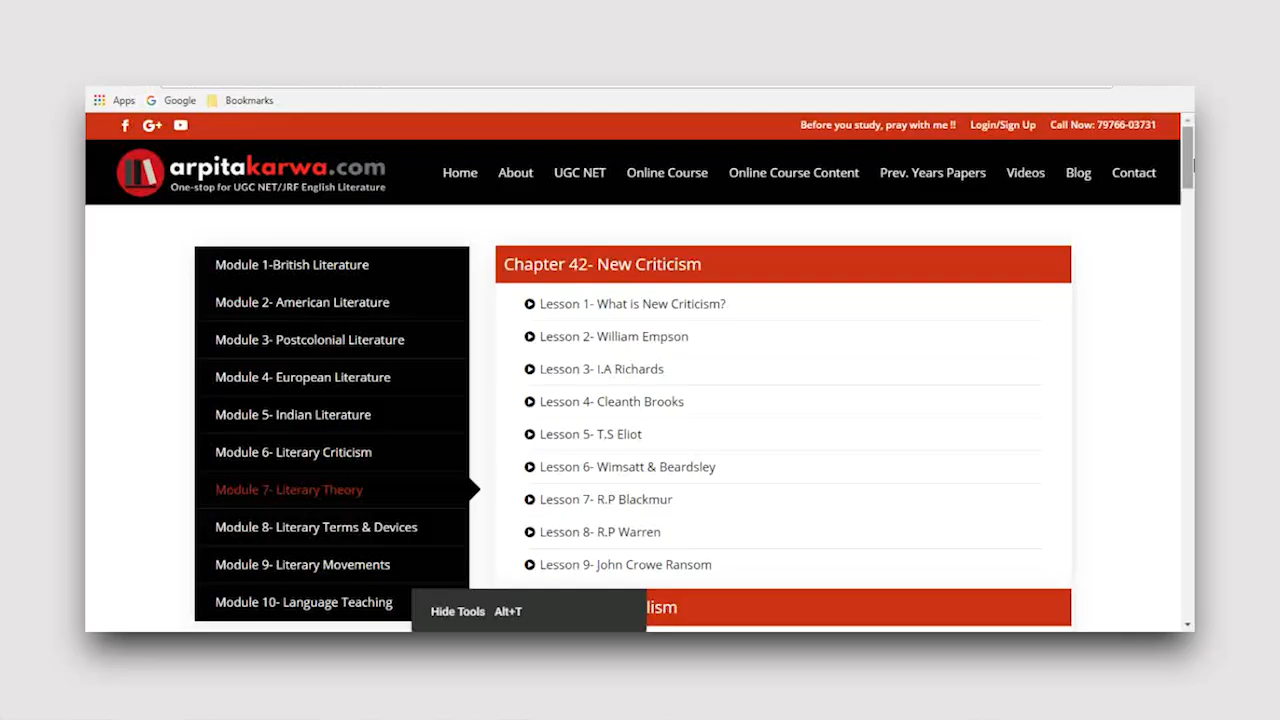 Apps Google Bookmarks
Before you study, pray with me !! Login/Sign Up Call Now: 79766-03731
arpitakarwa.com
One-stop for UGC NET/JRF English Literature
Home About UGC NET Online Course Online Course Content Prev. Years Papers Videos Blog Contact
Module 1-British Literature
Module 2- American Literature
Module 3- Postcolonial Literature
Module 4- European Literature
Module 5- Indian Literature
Module 6- Literary Criticism
Module 7- Literary Theory
Module 8- Literary Terms & Devices
Module 9- Literary Movements
Module 10- Language Teaching
Chapter 42- New Criticism
Lesson 1- What is New Criticism?
Lesson 2- William Empson
Lesson 3- I.A Richards
Lesson 4- Cleanth Brooks
Lesson 5- T.S Eliot
Lesson 6- Wimsatt & Beardsley
Lesson 7- R.P Blackmur
Lesson 8- R.P Warren
Lesson 9- John Crowe Ransom
lism
Hide Tools Alt+T